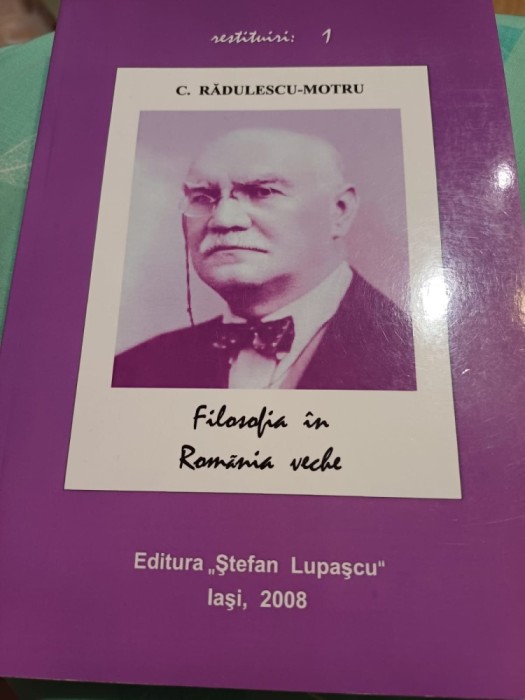 restituiri: 1
C. RĂDULESCU-MOTRU
Filosofia în
România veche
Editura „Ştefan Lupaşcu“
Iaşi, 2008